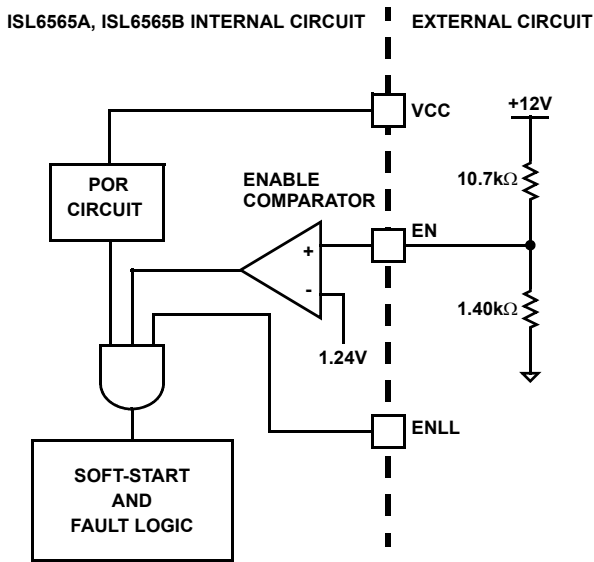 ISL6565A, ISL6565B INTERNAL CIRCUIT
EXTERNAL CIRCUIT
VCC
+12V
POR
CIRCUIT
ENABLE
COMPARATOR
10.7kΩ
EN
+
-
1.24V
1.40kΩ
ENLL
SOFT-START
AND
FAULT LOGIC